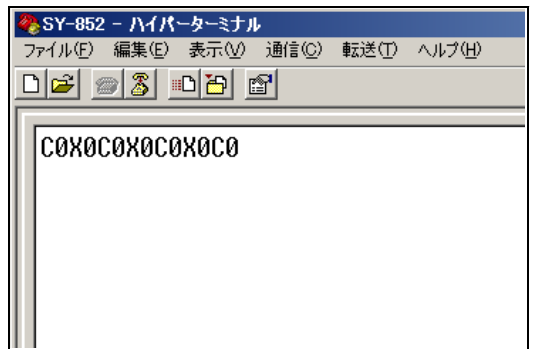 SY-852 - ハイパーターミナル
ファイル(F) 編集(E) 表示(V) 通信(C) 転送(T) ヘルプ(H)
C0X0C0X0C0X0C0